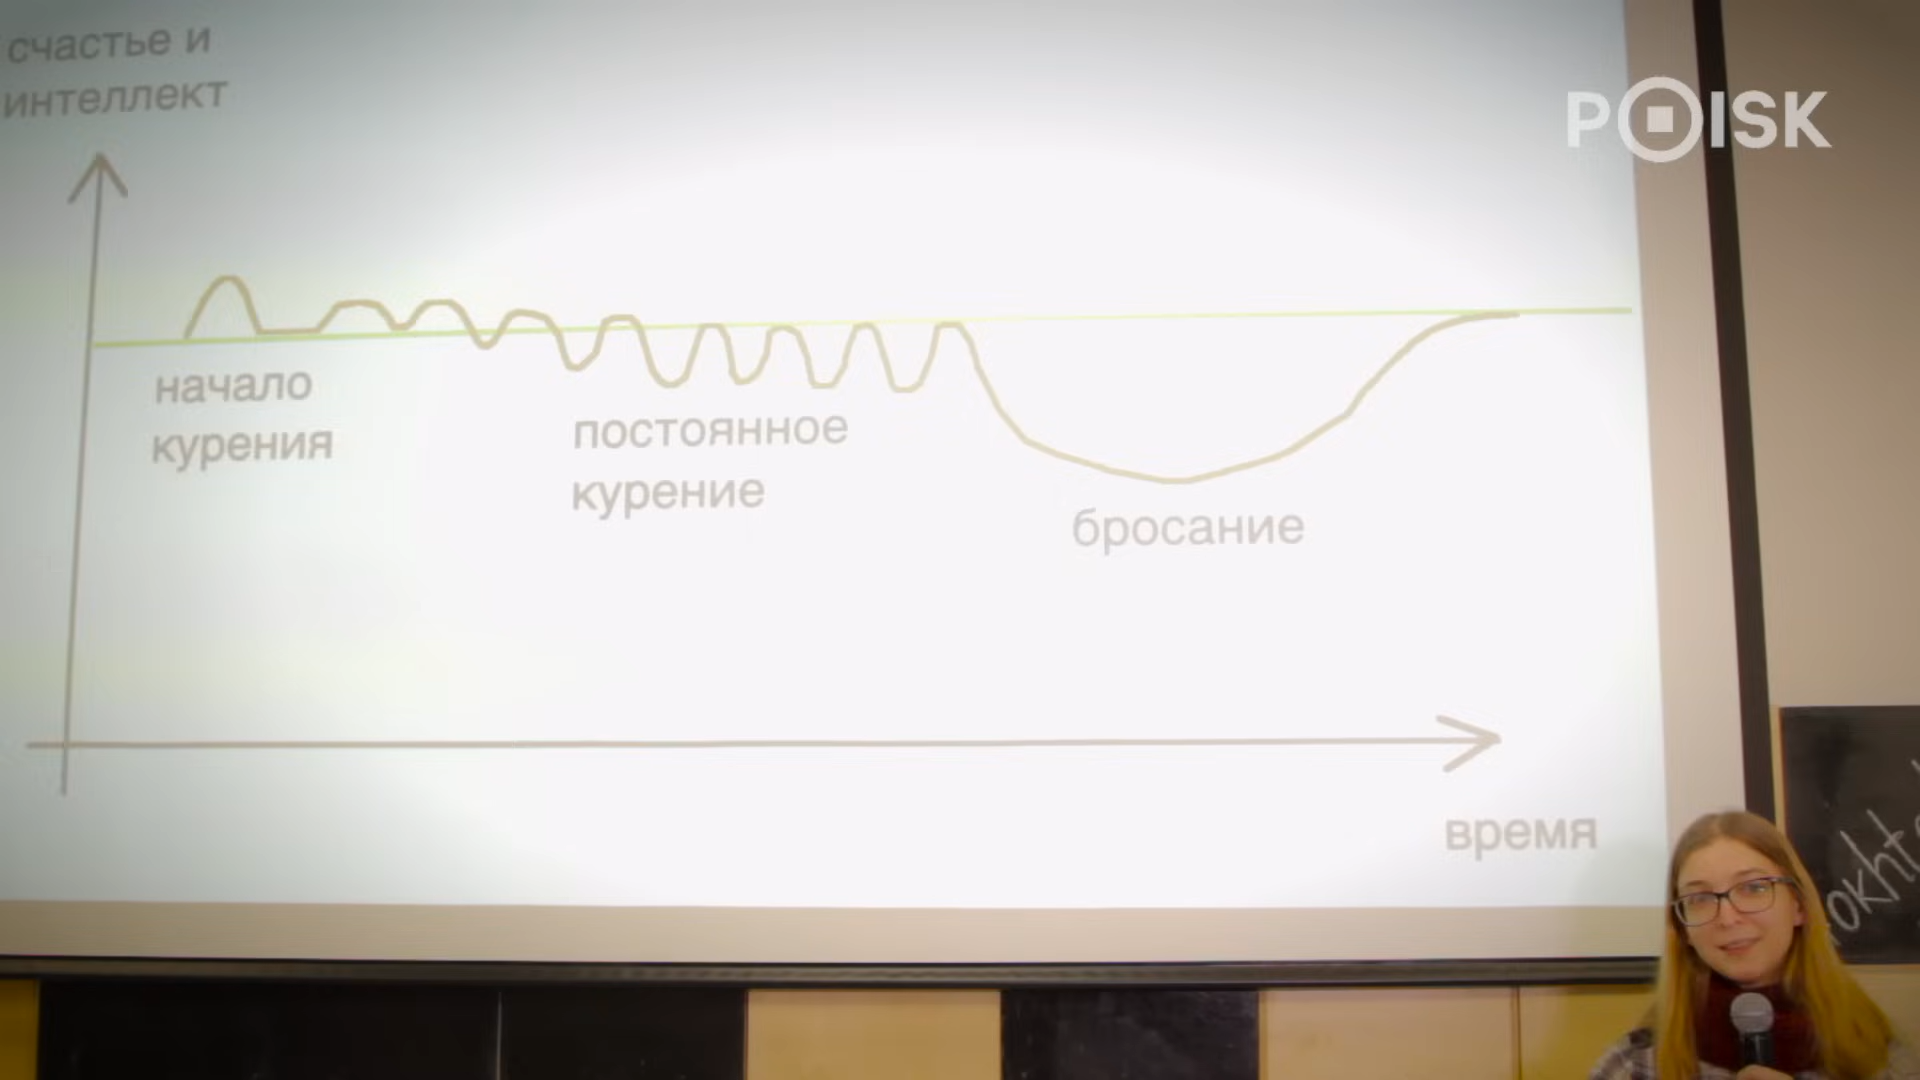 счастье и
интеллект
POISK
начало
курения
постоянное
курение
бросание
время